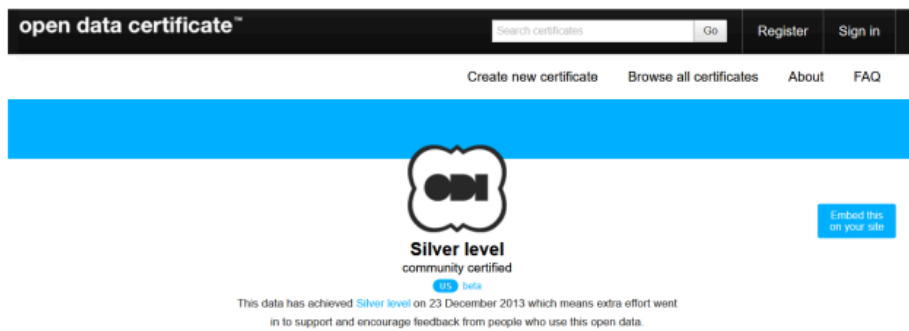 open data certificate™
Search certificates
Go
Register
Sign in
Create new certificate
Browse all certificates
About
FAQ
ODI
Embed this
on your site
Silver level
community certified
US beta
This data has achieved Silver level on 23 December 2013 which means extra effort went
in to support and encourage feedback from people who use this open data.